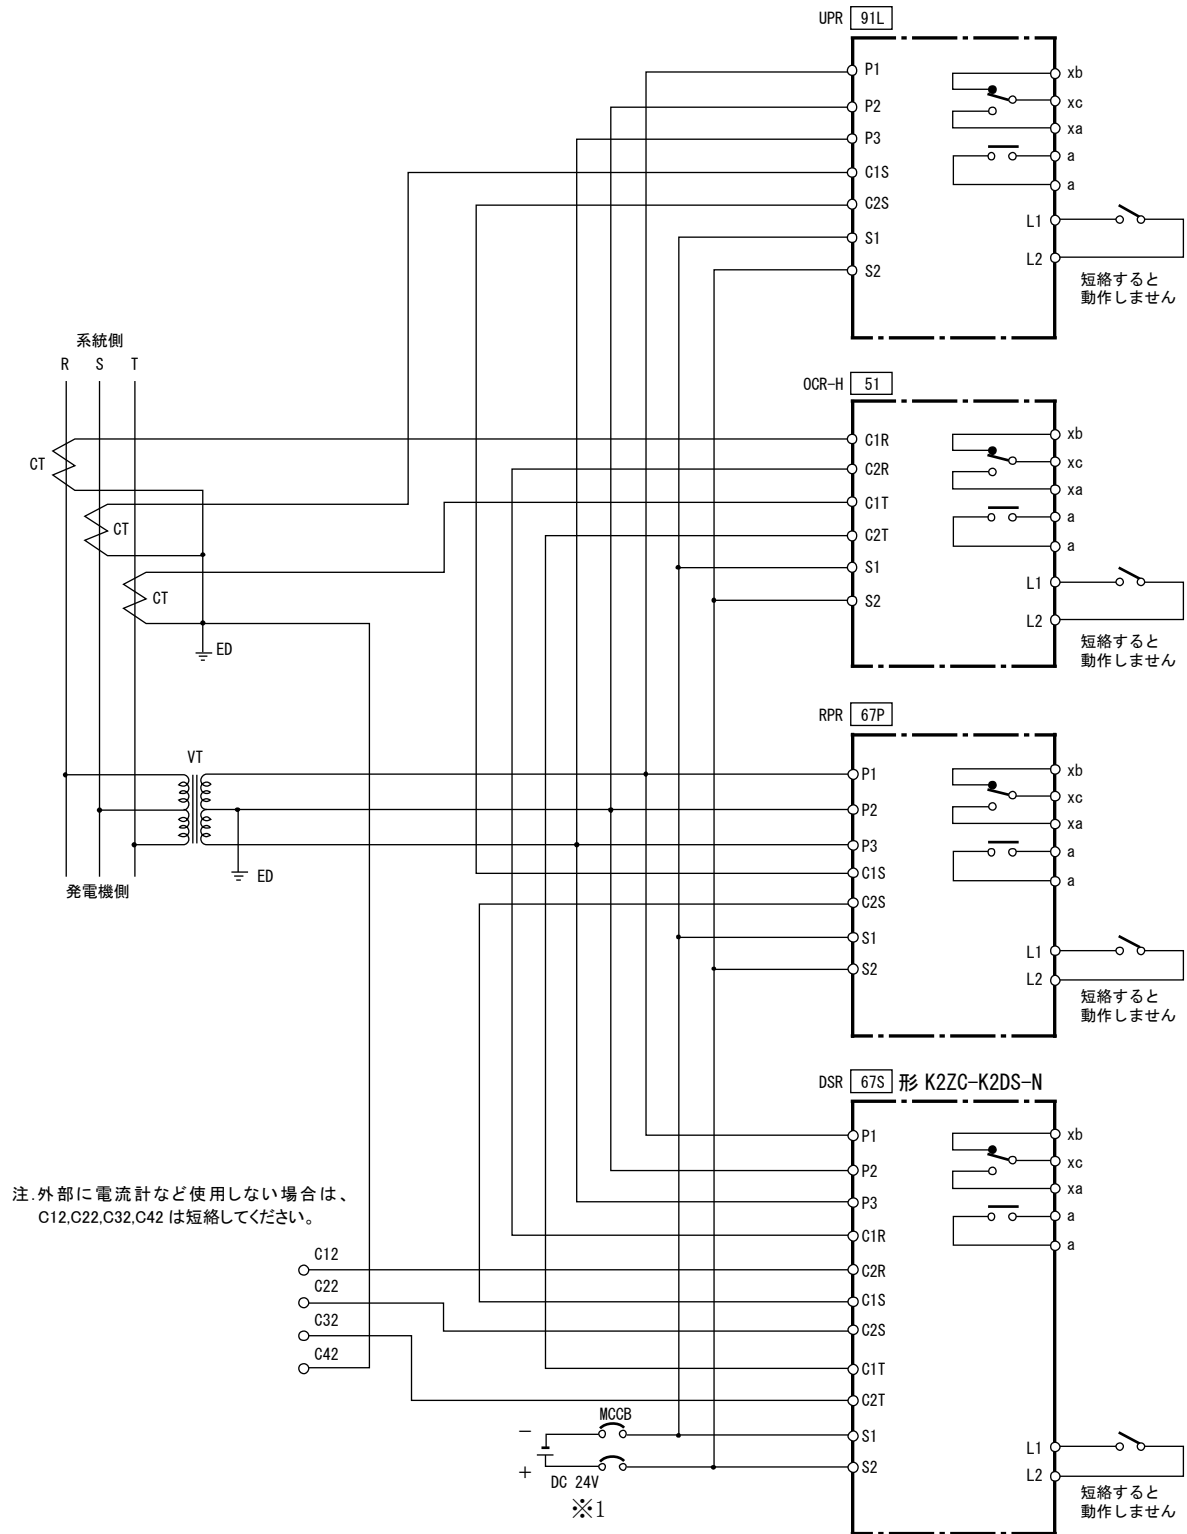 UPR 91L
P1
P2
P3
C1S
C2S
S1
S2
xb
xc
xa
a
a
L1
L2
短絡すると
動作しません
系統側
R S T
CT
CT
CT
ED
OCR-H 51
C1R
C2R
C1T
C2T
S1
S2
xb
xc
xa
a
a
L1
L2
短絡すると
動作しません
VT
ED
発電機側
RPR 67P
P1
P2
P3
C1S
C2S
S1
S2
xb
xc
xa
a
a
L1
L2
短絡すると
動作しません
DSR 67S 形 K2ZC-K2DS-N
P1
P2
P3
C1R
C2R
C1S
C2S
C1T
C2T
S1
S2
xb
xc
xa
a
a
L1
L2
短絡すると
動作しません
注.外部に電流計など使用しない場合は、
C12,C22,C32,C42 は短絡してください。
C12
C22
C32
C42
MCCB
−
+
DC 24V
※1